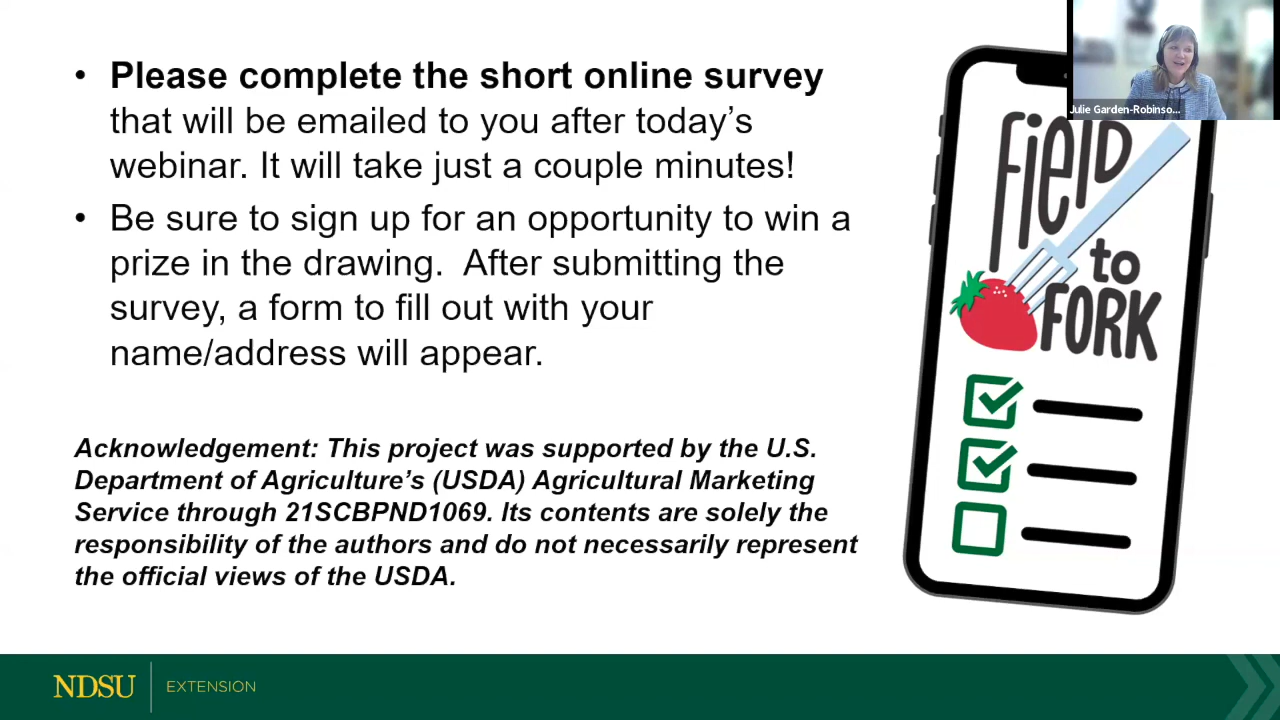 • Please complete the short online survey
that will be emailed to you after today’s
webinar. It will take just a couple minutes!
• Be sure to sign up for an opportunity to win a
prize in the drawing.  After submitting the
survey, a form to fill out with your
name/address will appear.
Acknowledgement: This project was supported by the U.S.
Department of Agriculture’s (USDA) Agricultural Marketing
Service through 21SCBPND1069. Its contents are solely the
responsibility of the authors and do not necessarily represent
the official views of the USDA.
Julie Garden-Robinso...
FiElD
to
FORK
NDSU
EXTENSION